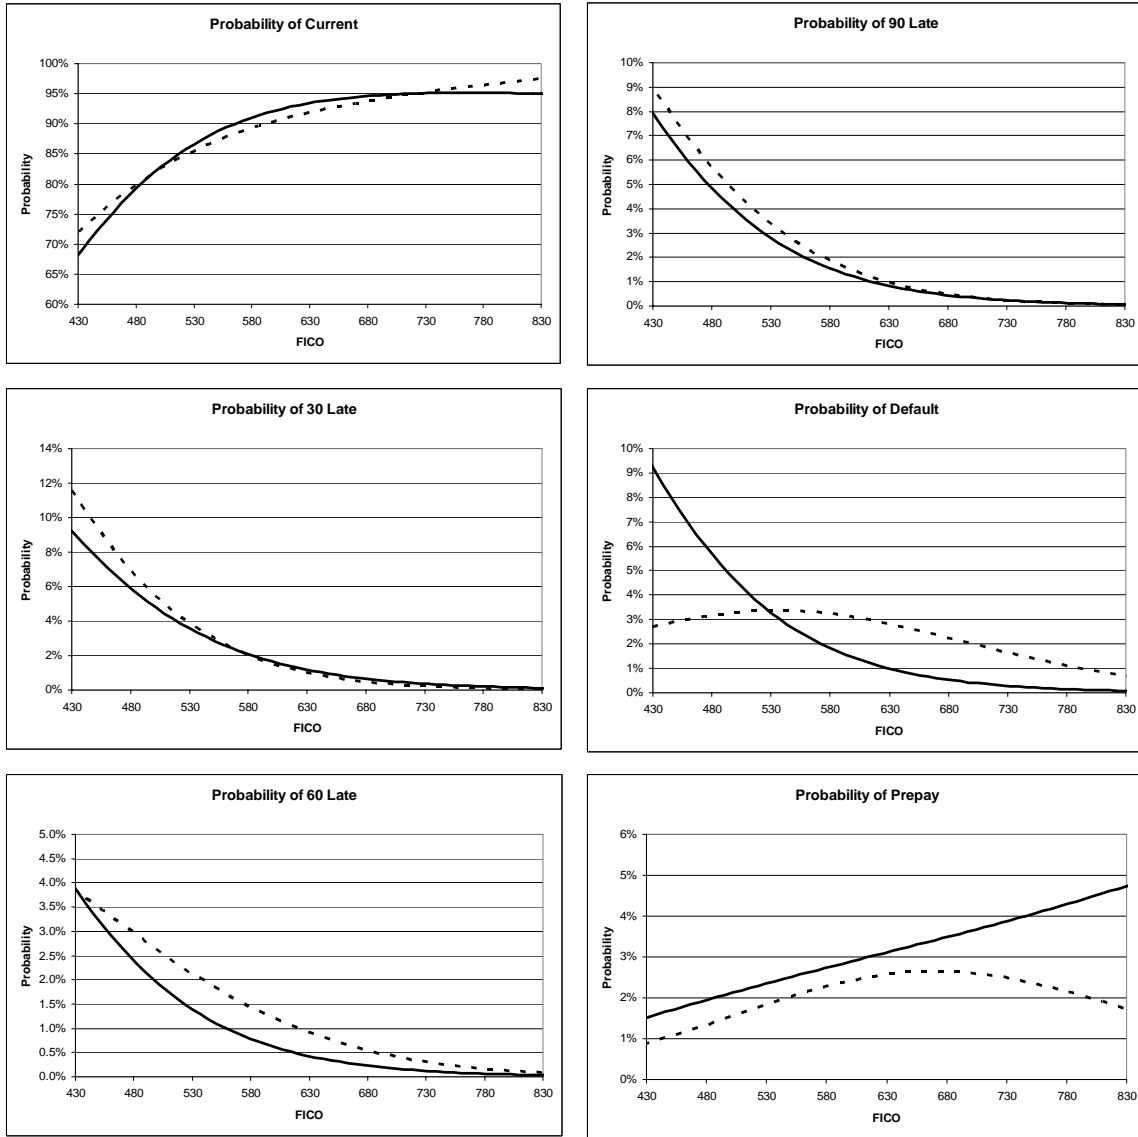 Probability of Current
100%
95%
90%
85%
80%
75%
70%
65%
60%
Probability
430 480 530 580 630 680 730 780 830
FICO
Probability of 90 Late
10%
9%
8%
7%
6%
5%
4%
3%
2%
1%
0%
Probability
430 480 530 580 630 680 730 780 830
FICO
Probability of 30 Late
14%
12%
10%
8%
6%
4%
2%
0%
Probability
430 480 530 580 630 680 730 780 830
FICO
Probability of Default
10%
9%
8%
7%
6%
5%
4%
3%
2%
1%
0%
Probability
430 480 530 580 630 680 730 780 830
FICO
Probability of 60 Late
5.0%
4.5%
4.0%
3.5%
3.0%
2.5%
2.0%
1.5%
1.0%
0.5%
0.0%
Probability
430 480 530 580 630 680 730 780 830
FICO
Probability of Prepay
6%
5%
4%
3%
2%
1%
0%
Probability
430 480 530 580 630 680 730 780 830
FICO